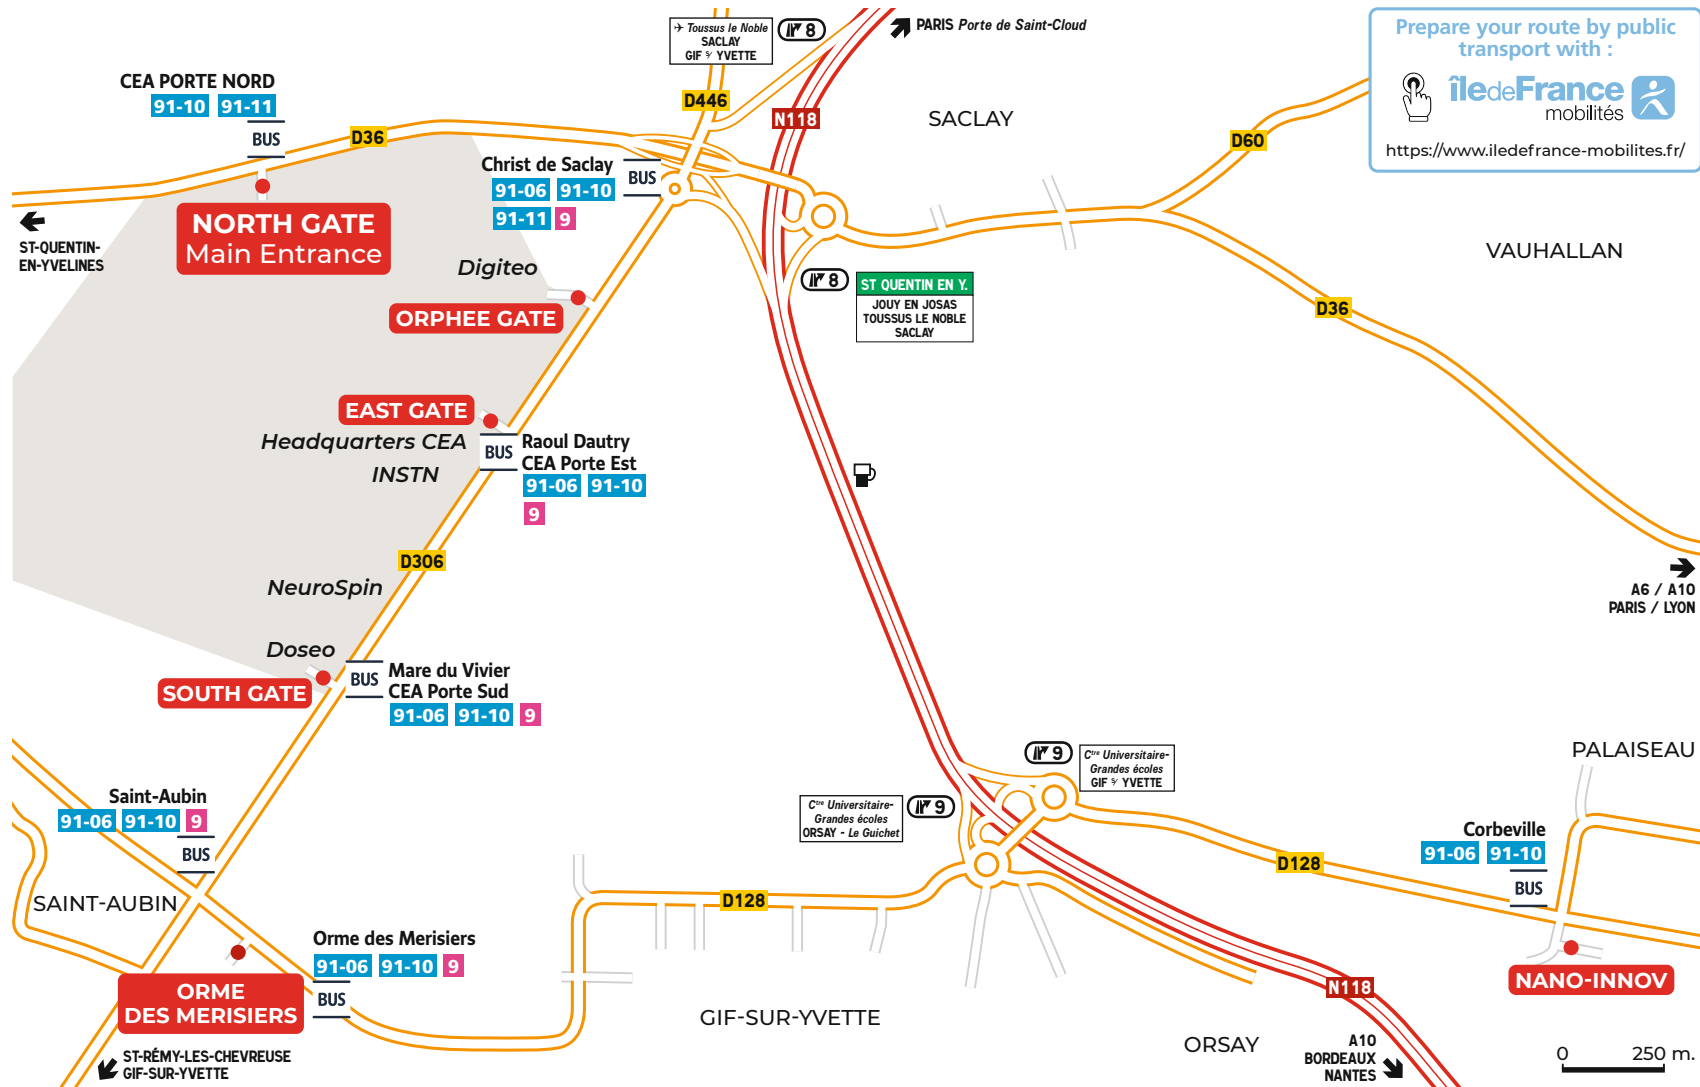 ✈ Toussus le Noble
SACLAY
GIF S/ YVETTE
8
PARIS Porte de Saint-Cloud
Prepare your route by public
transport with :
îledeFrance
mobilités
https://www.iledefrance-mobilites.fr/
CEA PORTE NORD
91-10 91-11
BUS
D36
D446
N118
SACLAY
D60
Christ de Saclay
91-06 91-10
91-11 9
BUS
NORTH GATE
Main Entrance
ST-QUENTIN-
EN-YVELINES
Digiteo
ORPHEE GATE
8
ST QUENTIN EN Y.
JOUY EN JOSAS
TOUSSUS LE NOBLE
SACLAY
VAUHALLAN
D36
EAST GATE
Headquarters CEA
INSTN
BUS
Raoul Dautry
CEA Porte Est
91-06 91-10
9
D306
NeuroSpin
A6 / A10
PARIS / LYON
Doseo
SOUTH GATE
BUS
Mare du Vivier
CEA Porte Sud
91-06 91-10 9
9
Ctre Universitaire-
Grandes écoles
GIF S/ YVETTE
PALAISEAU
Saint-Aubin
91-06 91-10 9
BUS
Ctre Universitaire-
Grandes écoles
ORSAY - Le Guichet
9
Corbeville
91-06 91-10
BUS
D128
D128
SAINT-AUBIN
Orme des Merisiers
91-06 91-10 9
BUS
ORME
DES MERISIERS
NANO-INNOV
N118
GIF-SUR-YVETTE
ORSAY
ST-RÉMY-LES-CHEVREUSE
GIF-SUR-YVETTE
A10
BORDEAUX
NANTES
0 250 m.